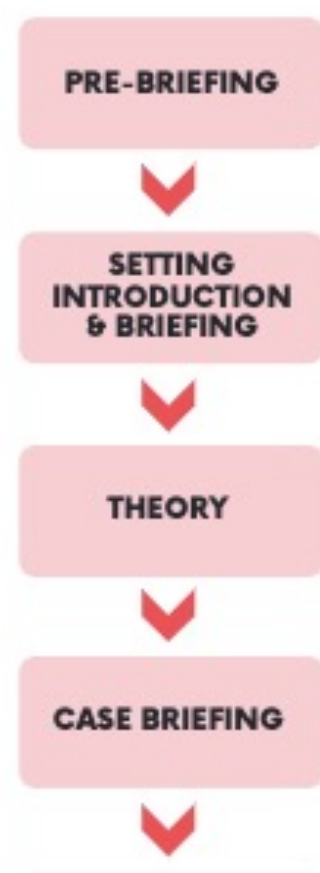 PRE-BRIEFING
SETTING
INTRODUCTION
& BRIEFING
THEORY
CASE BRIEFING